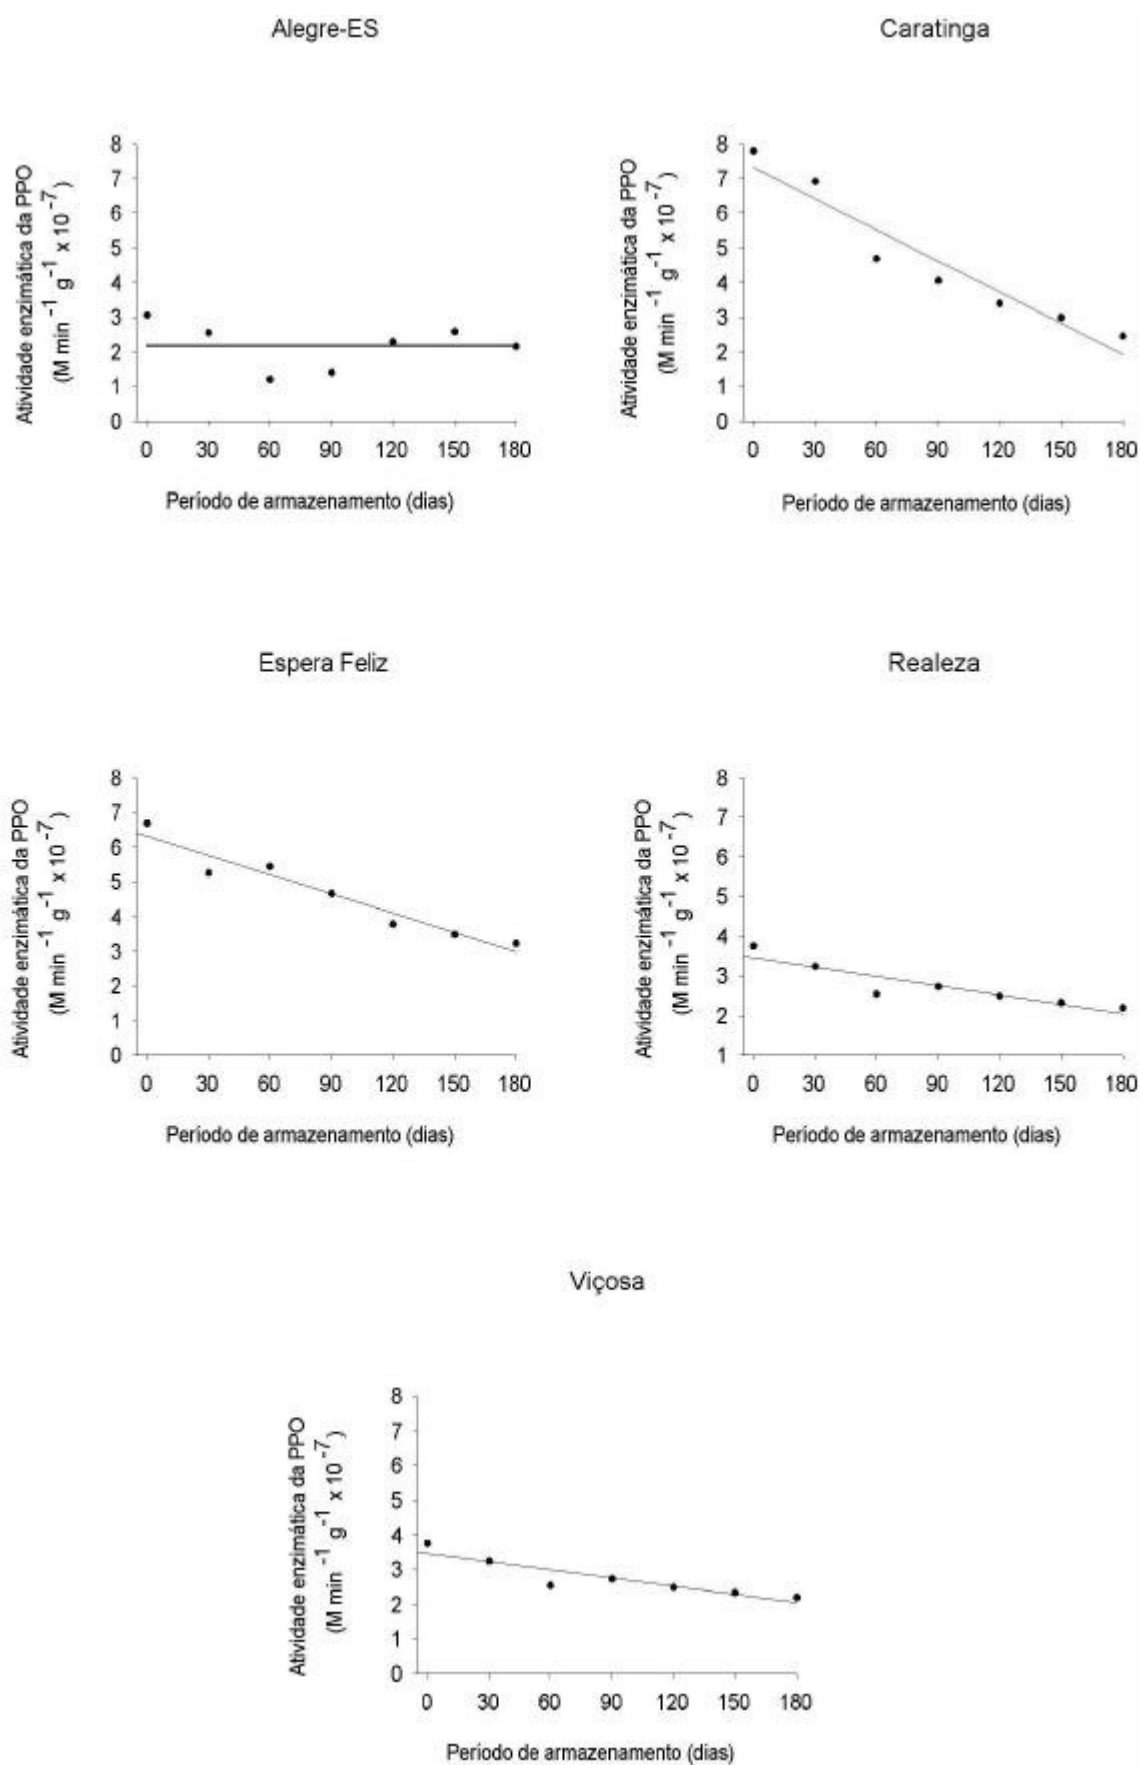 Alegre-ES
Caratinga
Atividade enzimática da PPO
(M min ⁻¹ g⁻¹ x 10⁻⁷)
8
7
6
5
4
3
2
1
0
0 30 60 90 120 150 180
Período de armazenamento (dias)
Atividade enzimática da PPO
(M min ⁻¹ g⁻¹ x 10⁻⁷)
8
7
6
5
4
3
2
1
0
0 30 60 90 120 150 180
Período de armazenamento (dias)
Espera Feliz
Realeza
Atividade enzimática da PPO
(M min ⁻¹ g⁻¹ x 10⁻⁷)
8
7
6
5
4
3
2
1
0
0 30 60 90 120 150 180
Período de armazenamento (dias)
Atividade enzimática da PPO
(M min ⁻¹ g⁻¹ x 10⁻⁷)
8
7
6
5
4
3
2
1
0 30 60 90 120 150 180
Período de armazenamento (dias)
Viçosa
Atividade enzimática da PPO
(M min ⁻¹ g⁻¹ x 10⁻⁷)
8
7
6
5
4
3
2
1
0
0 30 60 90 120 150 180
Período de armazenamento (dias)